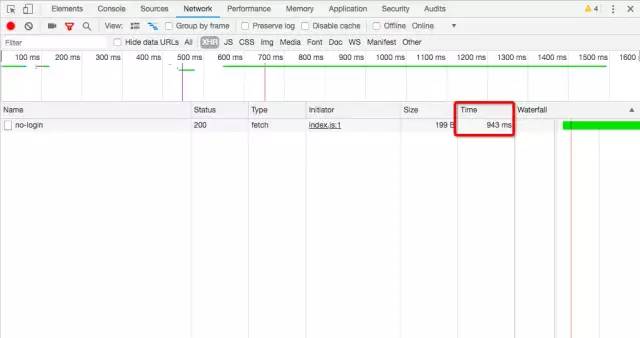 Elements Console Sources Network Performance Memory Application Security Audits 4
Group by frame Preserve log Disable cache Offline Online
Filter Hide data URLs All XHR JS CSS Img Media Font Doc WS Manifest Other
100 ms 200 ms 300 ms 400 ms 500 ms 600 ms 700 ms 800 ms 900 ms 1000 ms 1100 ms 1200 ms 1300 ms 1400 ms 1500 ms 1600
Name Status Type Initiator Size Time Waterfall
no-login 200 fetch index.js:1 199 B 943 ms